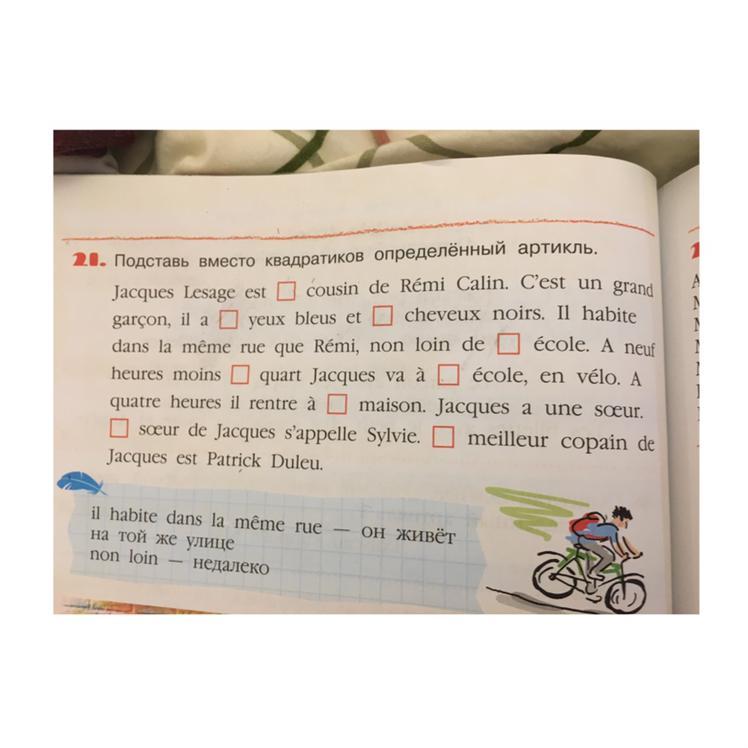 21. Подставь вместо квадратиков определённый артикль.
Jacques Lesage est □ cousin de Rémi Calin. C'est un grand
garçon, il a □ yeux bleus et □ cheveux noirs. Il habite
dans la même rue que Rémi, non loin de □ école. A neuf
heures moins □ quart Jacques va à □ école, en vélo. A
quatre heures il rentre à □ maison. Jacques a une sœur.
□ sœur de Jacques s'appelle Sylvie. □ meilleur copain de
Jacques est Patrick Duleu.
il habite dans la même rue — он живёт
на той же улице
non loin — недалеко